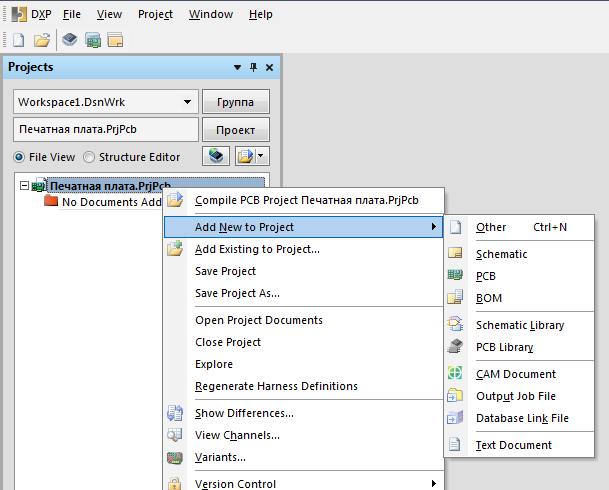 DXP File View Project Window Help
Projects
Workspace1.DsnWrk Группа
Печатная плата.PrjPcb Проект
File View Structure Editor
Печатная плата.PrjPcb
No Documents Add
Compile PCB Project Печатная плата.PrjPcb
Add New to Project
Add Existing to Project...
Save Project
Save Project As...
Open Project Documents
Close Project
Explore
Regenerate Harness Definitions
Show Differences...
View Channels...
Variants...
Version Control
Other Ctrl+N
Schematic
PCB
BOM
Schematic Library
PCB Library
CAM Document
Output Job File
Database Link File
Text Document